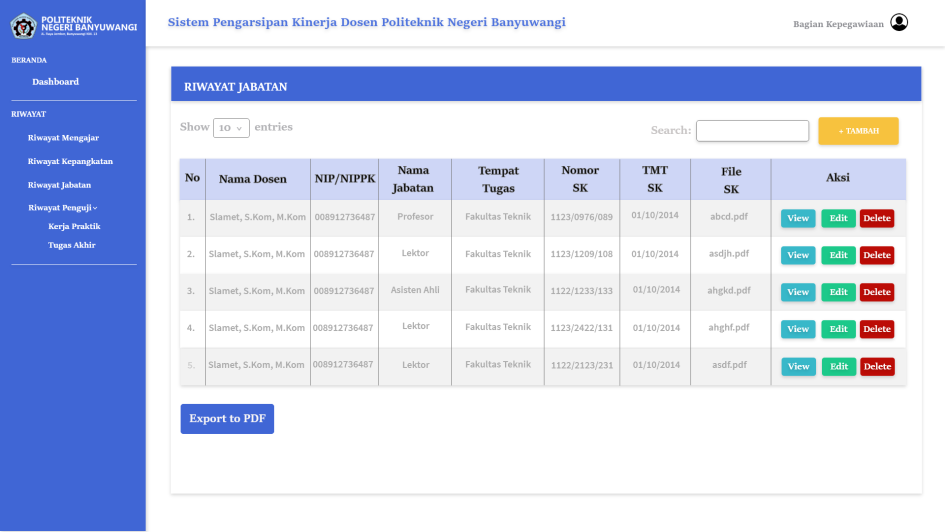 POLITEKNIK
NEGERI BANYUWANGI
Sistem Pengarsipan Kinerja Dosen Politeknik Negeri Banyuwangi
Bagian Kepegawiaan
BERANDA
Dashboard
RIWAYAT
Riwayat Mengajar
Riwayat Kepangkatan
Riwayat Jabatan
Riwayat Penguji
Kerja Praktik
Tugas Akhir
RIWAYAT JABATAN
Show 10 entries
Search:
+ TAMBAH
No Nama Dosen NIP/NIPPK Nama Jabatan Tempat Tugas Nomor SK TMT SK File SK Aksi
1. Slamet, S.Kom, M.Kom 008912736487 Profesor Fakultas Teknik 1123/0976/089 01/10/2014 abcd.pdf View Edit Delete
2. Slamet, S.Kom, M.Kom 008912736487 Lektor Fakultas Teknik 1123/1209/108 01/10/2014 asdjh.pdf View Edit Delete
3. Slamet, S.Kom, M.Kom 008912736487 Asisten Ahli Fakultas Teknik 1122/1233/133 01/10/2014 ahgkd.pdf View Edit Delete
4. Slamet, S.Kom, M.Kom 008912736487 Lektor Fakultas Teknik 1123/2422/131 01/10/2014 ahghf.pdf View Edit Delete
5. Slamet, S.Kom, M.Kom 008912736487 Lektor Fakultas Teknik 1122/2123/231 01/10/2014 asdf.pdf View Edit Delete
Export to PDF